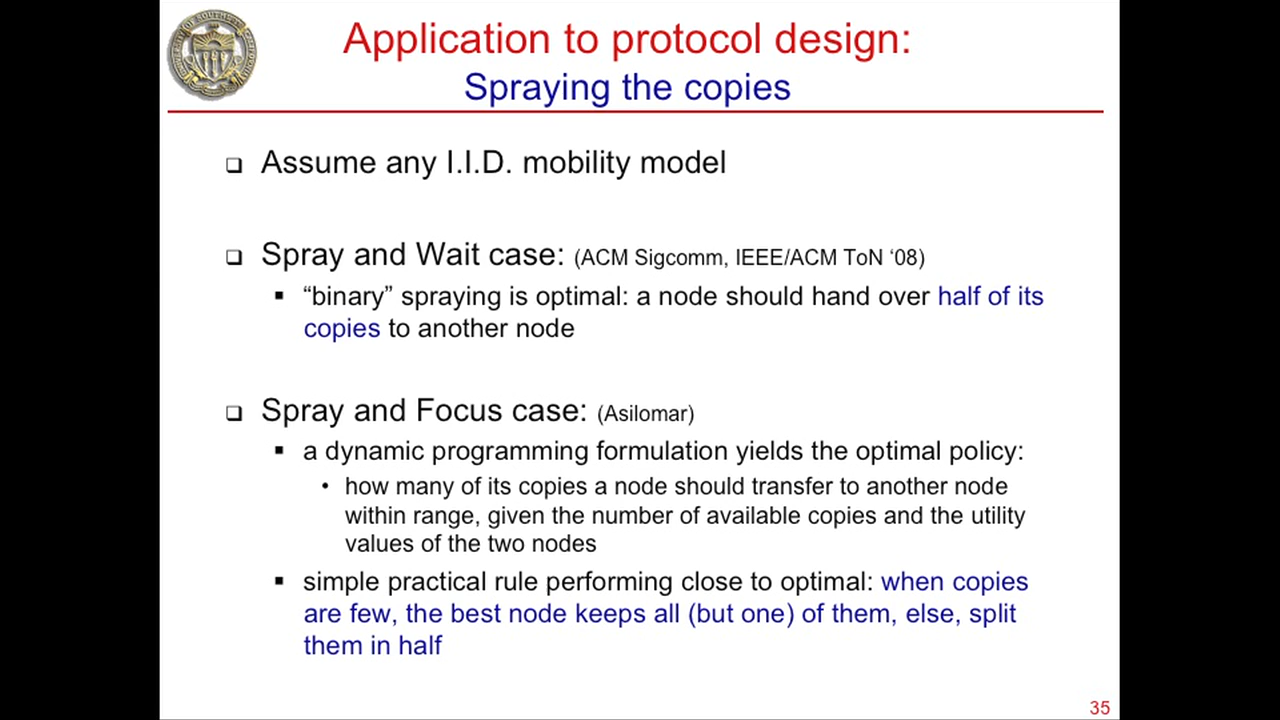 Application to protocol design:
Spraying the copies
Assume any I.I.D. mobility model
Spray and Wait case: (ACM Sigcomm, IEEE/ACM ToN ‘08)
“binary” spraying is optimal: a node should hand over half of its
copies to another node
Spray and Focus case: (Asilomar)
a dynamic programming formulation yields the optimal policy:
how many of its copies a node should transfer to another node
within range, given the number of available copies and the utility
values of the two nodes
simple practical rule performing close to optimal: when copies
are few, the best node keeps all (but one) of them, else, split
them in half
35